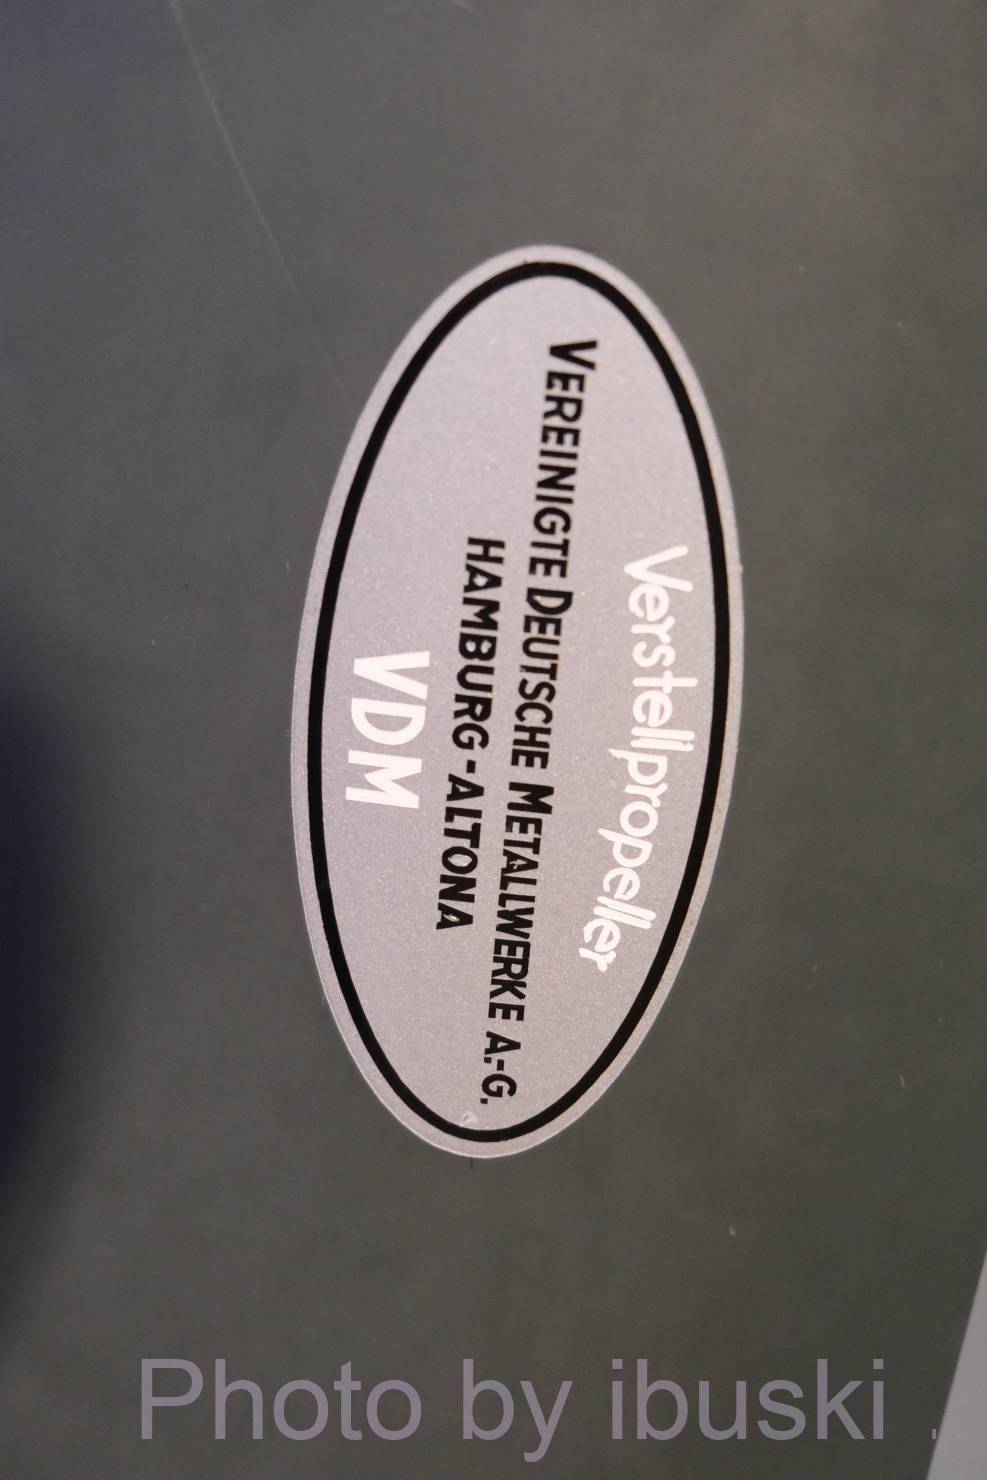 Verstellpropeller
VEREINIGTE DEUTSCHE METALLWERKE A.-G.
HAMBURG-ALTONA
VDM
Photo by ibuski .